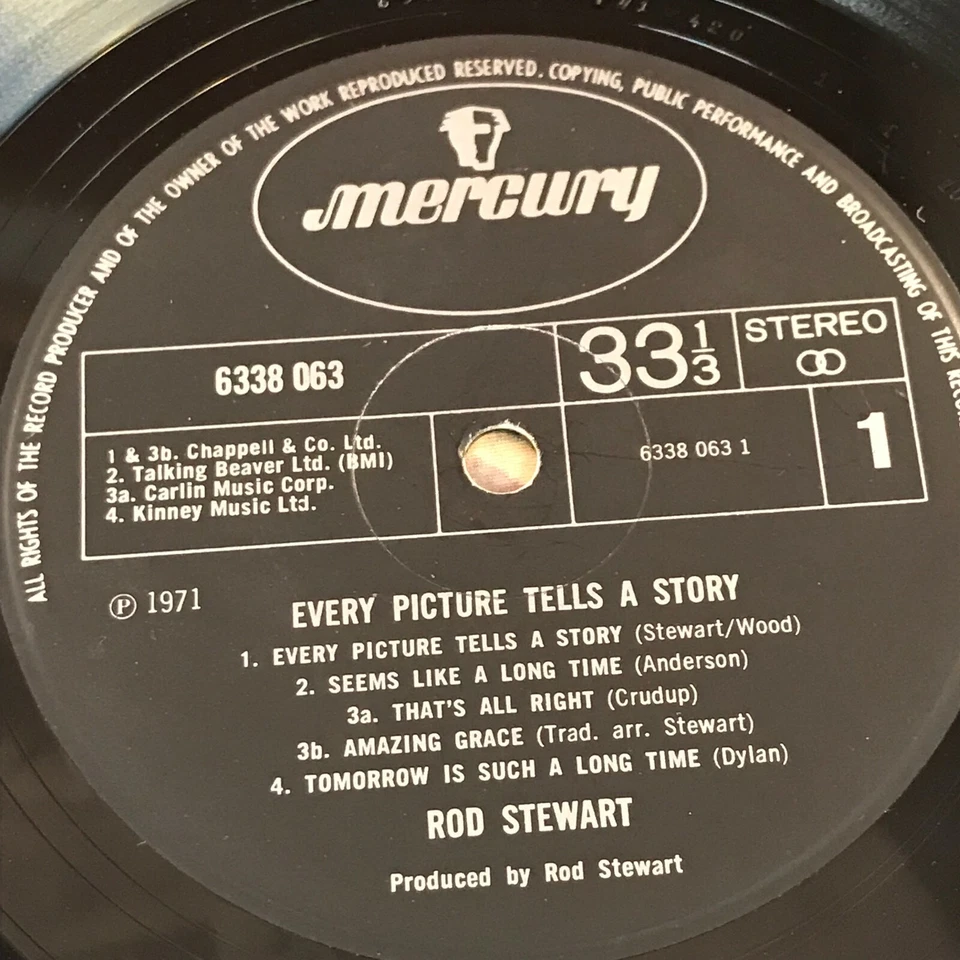 ALL RIGHTS OF THE RECORD PRODUCER AND OF THE OWNER OF THE WORK REPRODUCED RESERVED. COPYING, PUBLIC PERFORMANCE AND BROADCASTING OF THIS
mercury
6338 063
33 1/3
STEREO
1 & 3b. Chappell & Co. Ltd.
2. Talking Beaver Ltd. (BMI)
3a. Carlin Music Corp.
4. Kinney Music Ltd.
6338 063 1
1
℗ 1971
EVERY PICTURE TELLS A STORY
1. EVERY PICTURE TELLS A STORY (Stewart/Wood)
2. SEEMS LIKE A LONG TIME (Anderson)
3a. THAT'S ALL RIGHT (Crudup)
3b. AMAZING GRACE (Trad. arr. Stewart)
4. TOMORROW IS SUCH A LONG TIME (Dylan)
ROD STEWART
Produced by Rod Stewart